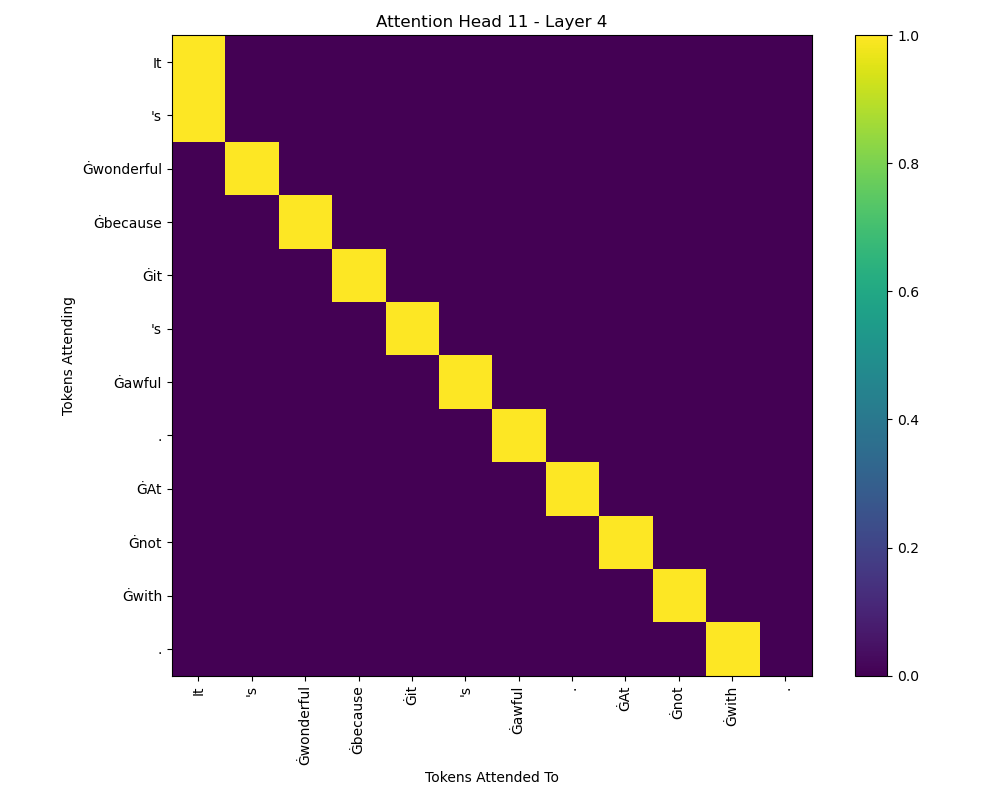 Attention Head 11 - Layer 4
It
's
Ġwonderful
Ġbecause
Ġit
's
Ġawful
.
ĠAt
Ġnot
Ġwith
.
Tokens Attending
It
's
Ġwonderful
Ġbecause
Ġit
's
Ġawful
.
ĠAt
Ġnot
Ġwith
.
Tokens Attended To
1.0
0.8
0.6
0.4
0.2
0.0